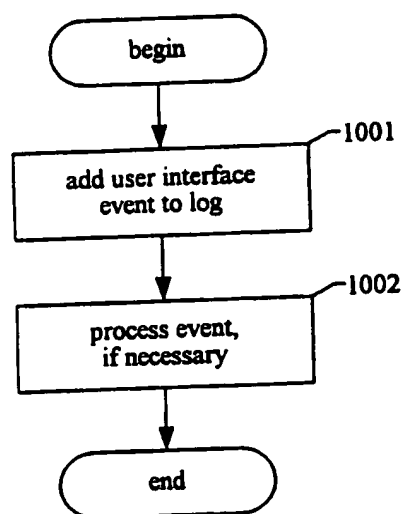 begin
1001
add user interface
event to log
1002
process event,
if necessary
end